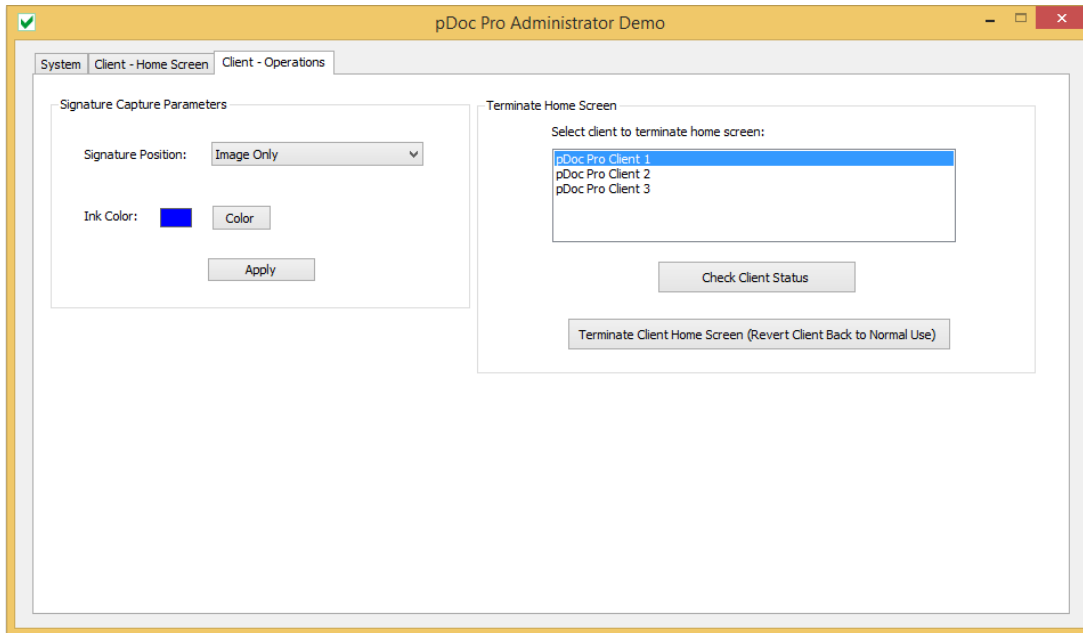 pDoc Pro Administrator Demo
System
Client - Home Screen
Client - Operations
Signature Capture Parameters
Signature Position:
Image Only
Ink Color:
Color
Apply
Terminate Home Screen
Select client to terminate home screen:
pDoc Pro Client 1
pDoc Pro Client 2
pDoc Pro Client 3
Check Client Status
Terminate Client Home Screen (Revert Client Back to Normal Use)